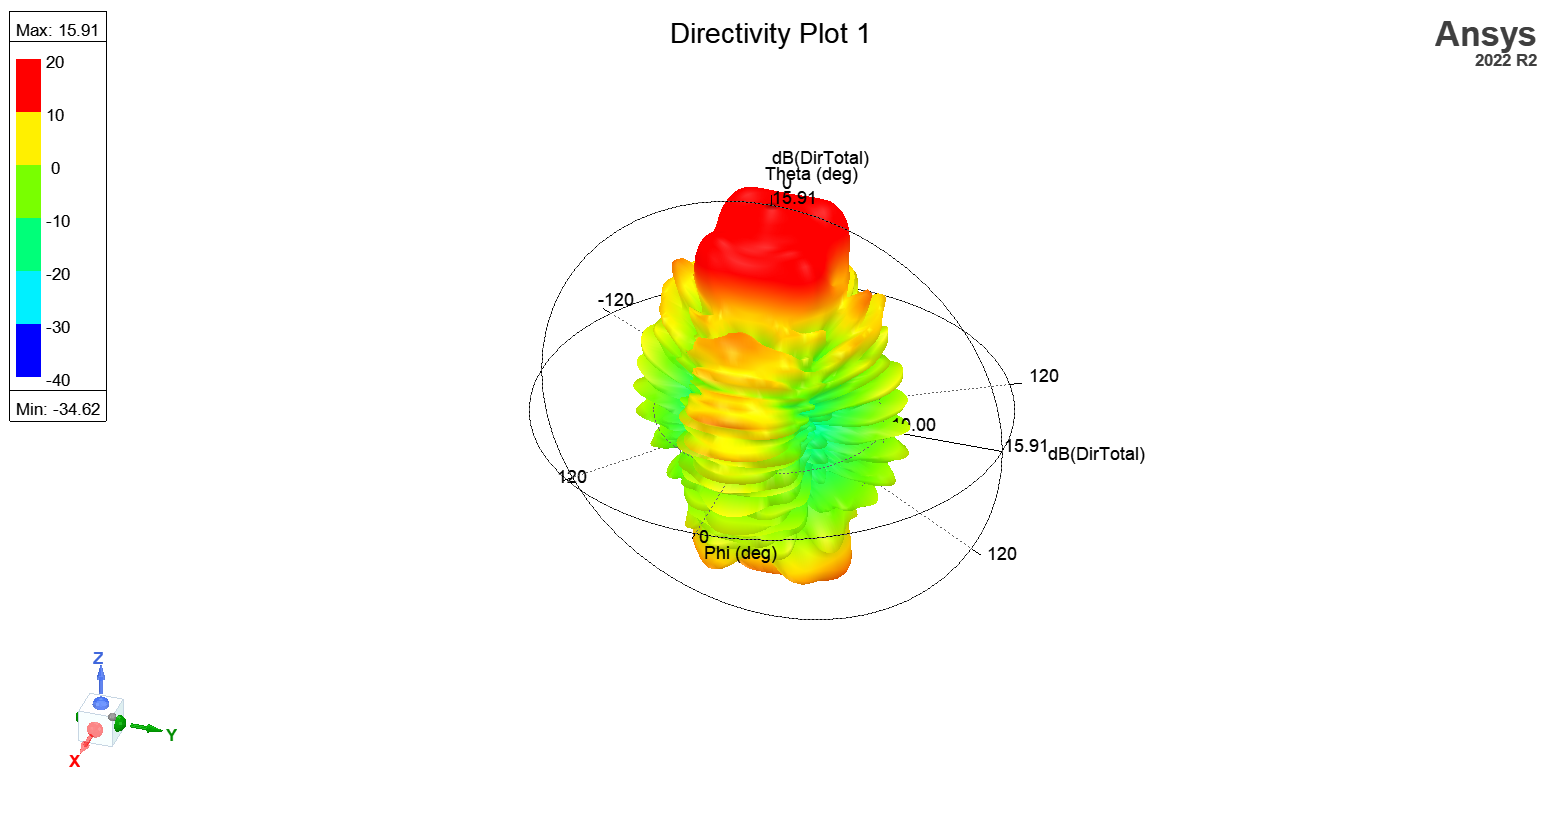 Directivity Plot 1
Ansys
2022 R2
Max: 15.91
20
10
0
-10
-20
-30
-40
Min: -34.62
dB(DirTotal)
Theta (deg)
0
15.91
-120
120
15.91
dB(DirTotal)
120
120
0
Phi (deg)
Z
Y
X